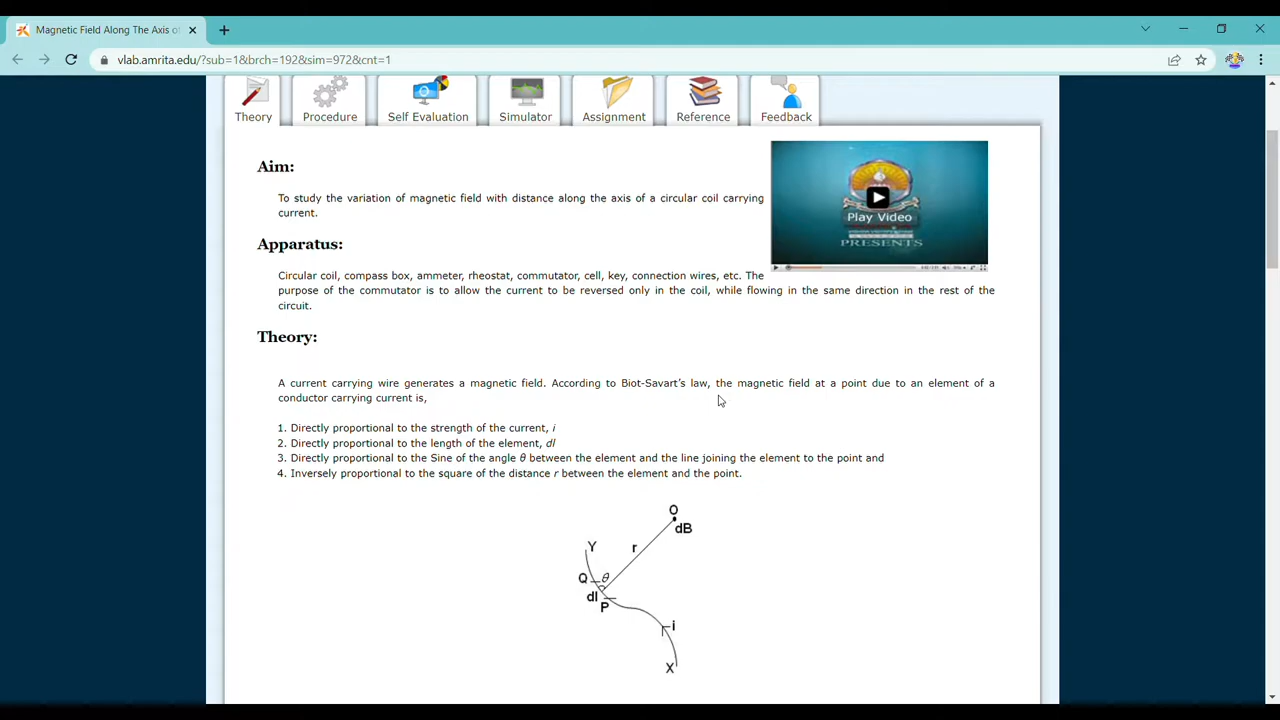 Magnetic Field Along The Axis o
vlab.amrita.edu/?sub=1&brch=192&sim=972&cnt=1
Theory Procedure Self Evaluation Simulator Assignment Reference Feedback
Aim:
To study the variation of magnetic field with distance along the axis of a circular coil carrying
current.
Play Video
PRESENTS
Apparatus:
Circular coil, compass box, ammeter, rheostat, commutator, cell, key, connection wires, etc. The
purpose of the commutator is to allow the current to be reversed only in the coil, while flowing in the same direction in the rest of the
circuit.
Theory:
A current carrying wire generates a magnetic field. According to Biot-Savart's law, the magnetic field at a point due to an element of a
conductor carrying current is,
1. Directly proportional to the strength of the current, i
2. Directly proportional to the length of the element, dl
3. Directly proportional to the Sine of the angle θ between the element and the line joining the element to the point and
4. Inversely proportional to the square of the distance r between the element and the point.
O
dB
Y
r
Q θ
dl
P
i
X